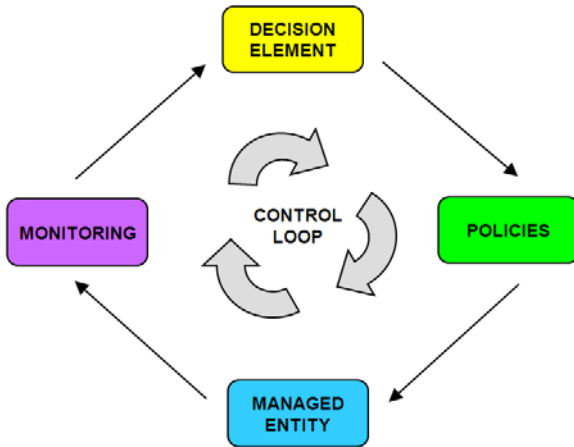 DECISION
ELEMENT
MONITORING
CONTROL
LOOP
POLICIES
MANAGED
ENTITY